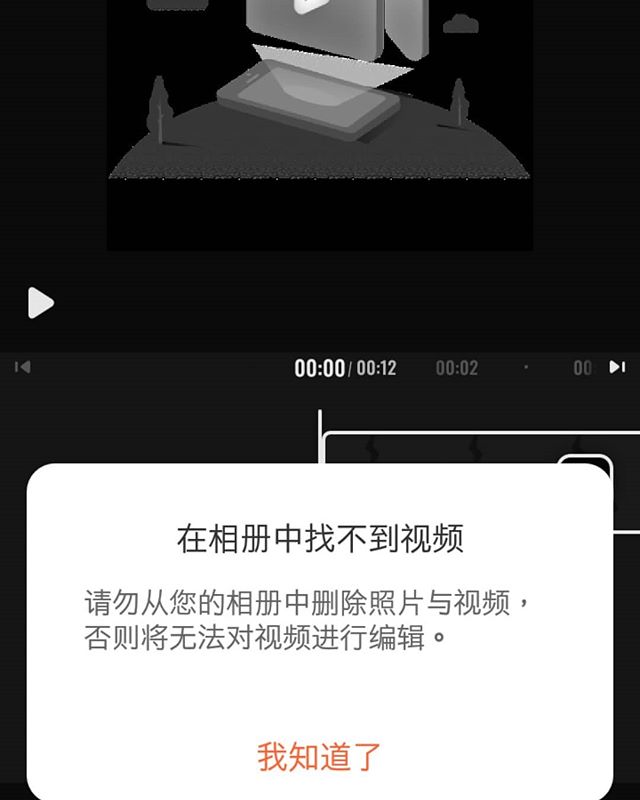 00:00 / 00:12 00:02 00
在相册中找不到视频
请勿从您的相册中删除照片与视频，
否则将无法对视频进行编辑。
我知道了